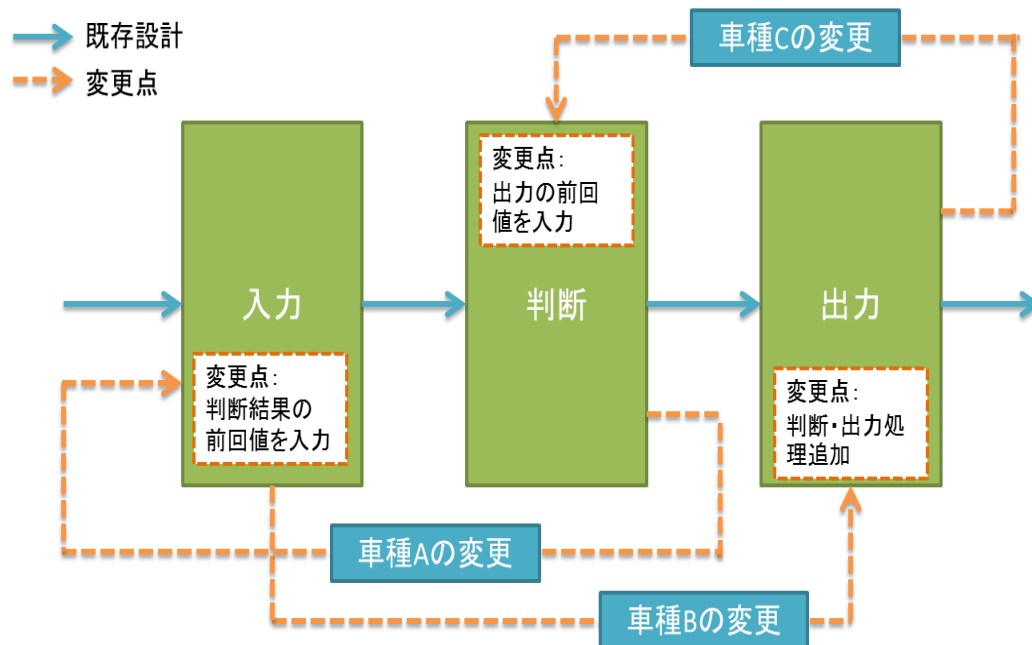 既存設計
変更点
車種Cの変更
変更点：
出力の前回
値を入力
入力
判断
出力
変更点：
判断結果の
前回値を入力
変更点：
判断・出力処
理追加
車種Aの変更
車種Bの変更